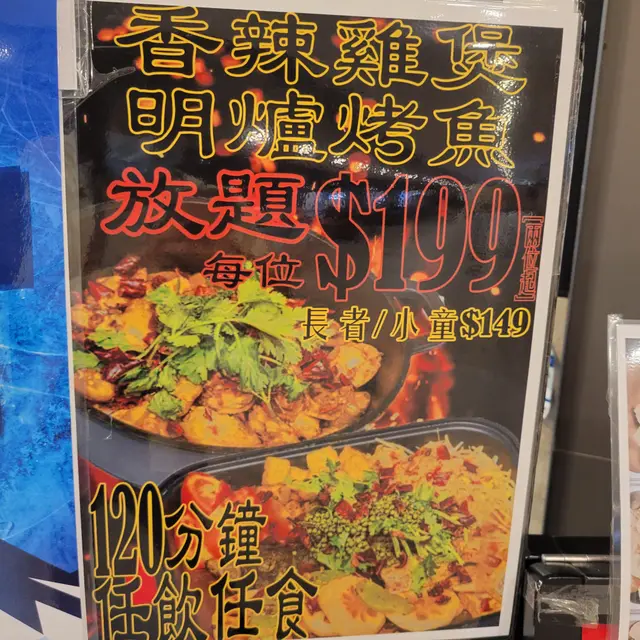 香辣雞煲
明爐烤魚
放題$199
每位
[兩位起]
長者/小童$149
120分鐘
任飲任食